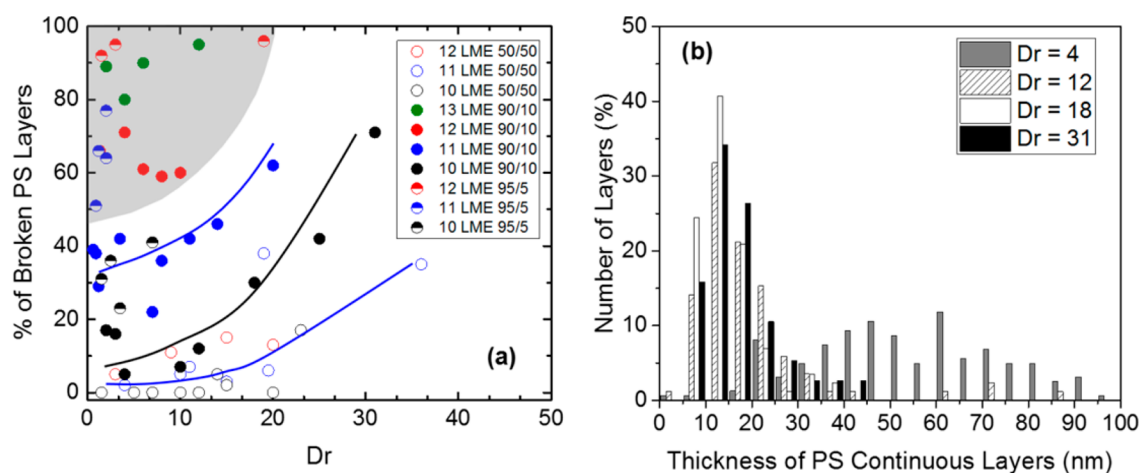 % of Broken PS Layers
100
80
60
40
20
0
0
10
20
30
40
50
Dr
12 LME 50/50
11 LME 50/50
10 LME 50/50
13 LME 90/10
12 LME 90/10
11 LME 90/10
10 LME 90/10
12 LME 95/5
11 LME 95/5
10 LME 95/5
(a)
Number of Layers (%)
50
40
30
20
10
0
0
10
20
30
40
50
60
70
80
90
100
Thickness of PS Continuous Layers (nm)
(b)
Dr = 4
Dr = 12
Dr = 18
Dr = 31